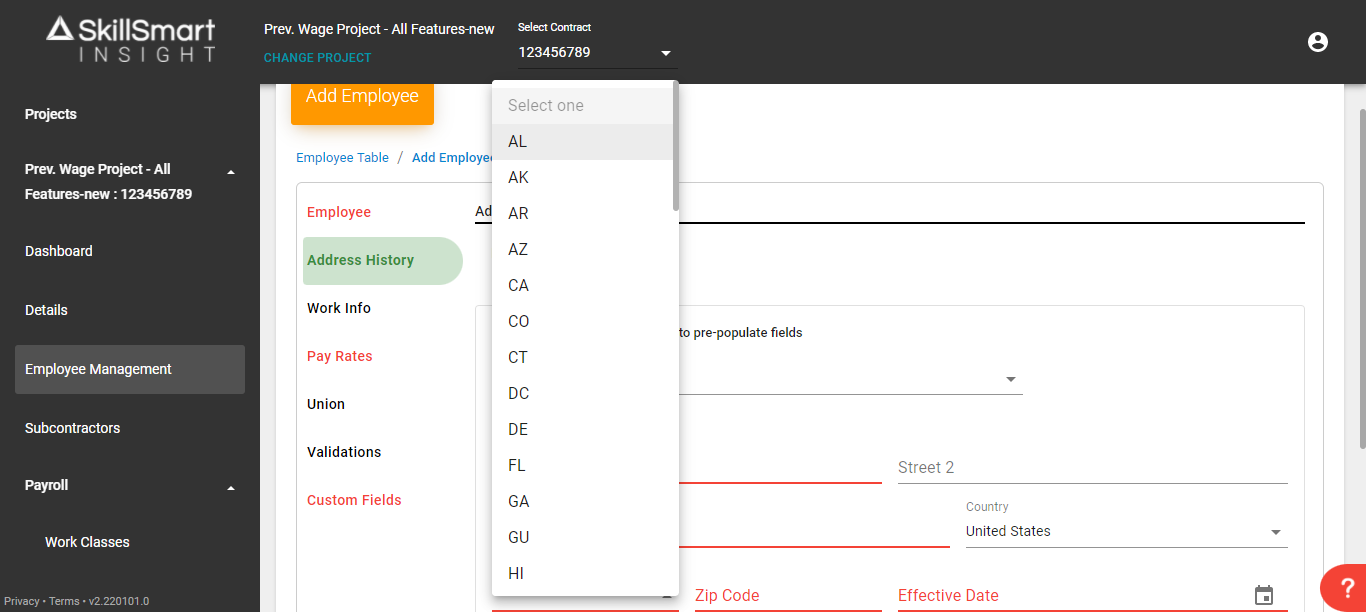 SkillSmart
INSIGHT
Prev. Wage Project - All Features-new
CHANGE PROJECT
Select Contract
123456789
Projects
Prev. Wage Project - All
Features-new : 123456789
Dashboard
Details
Employee Management
Subcontractors
Payroll
Work Classes
Privacy • Terms • v2.220101.0
Add Employee
Employee Table / Add Employee
Employee
Address History
Work Info
Pay Rates
Union
Validations
Custom Fields
Ad
Select one
AL
AK
AR
AZ
CA
CO
CT
DC
DE
FL
GA
GU
HI
to pre-populate fields
Street 2
Country
United States
Zip Code
Effective Date
?